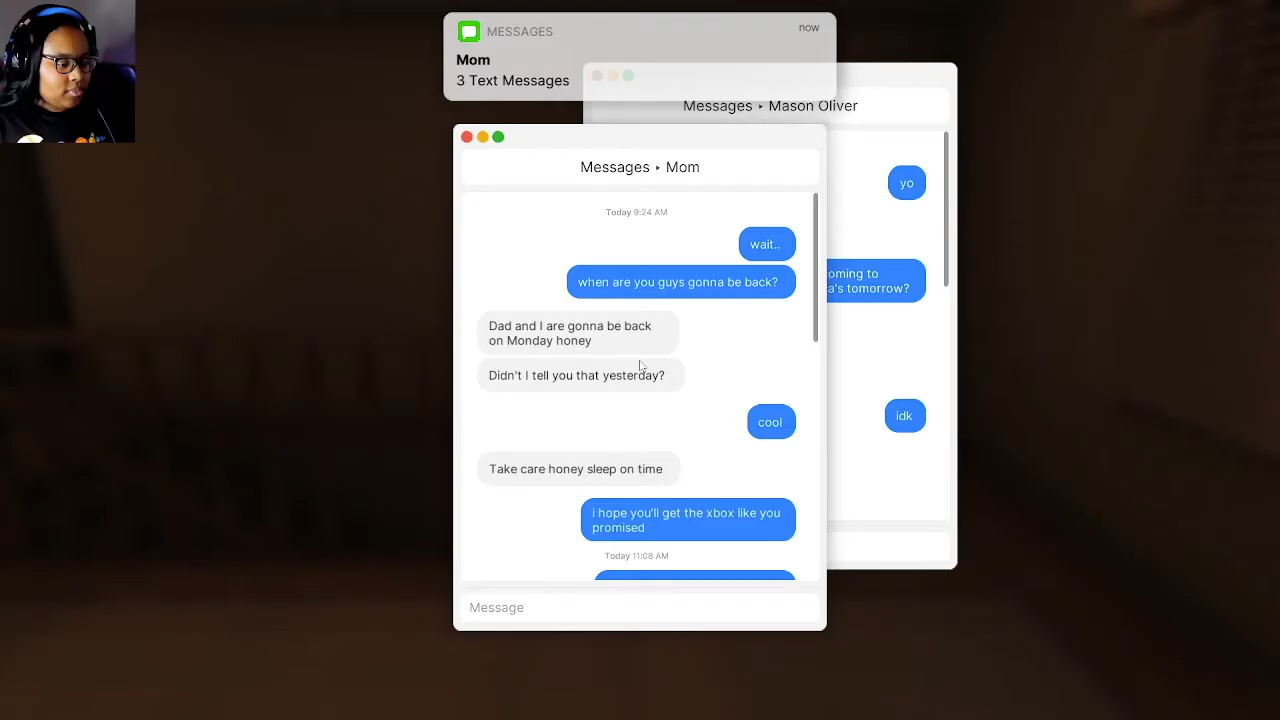 MESSAGES
now
Mom
3 Text Messages
Messages ▸ Mason Oliver
yo
oming to
a's tomorrow?
idk
Messages ▸ Mom
Today 9:24 AM
wait..
when are you guys gonna be back?
Dad and I are gonna be back
on Monday honey
Didn't I tell you that yesterday?
cool
Take care honey sleep on time
i hope you'll get the xbox like you
promised
Today 11:08 AM
Message